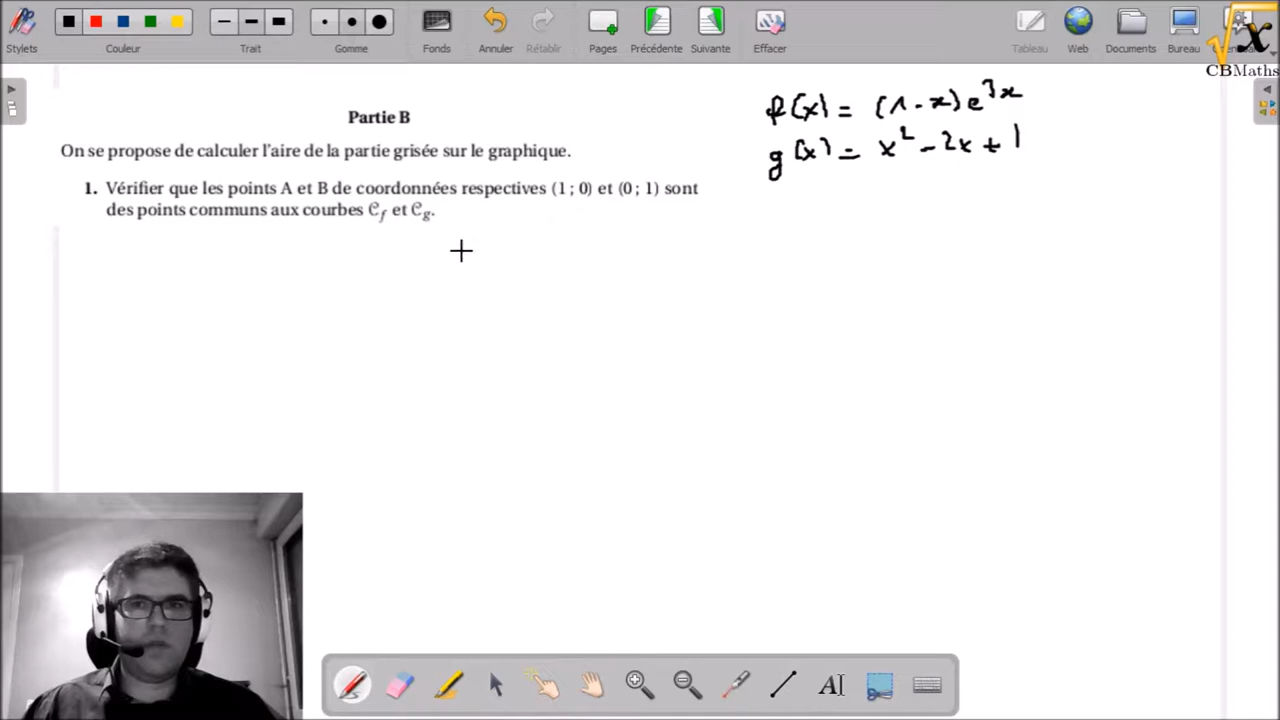 Stylets Couleur Trait Gomme Fonds Annuler Rétablir Pages Précédente Suivante Effacer Tableau Web Documents Bureau
CBMaths
Partie B
On se propose de calculer l'aire de la partie grisée sur le graphique.
1. Vérifier que les points A et B de coordonnées respectives (1 ; 0) et (0 ; 1) sont
des points communs aux courbes 𝒞f et 𝒞g.
f(x) = (1-x)e^3x
g(x) = x² - 2x + 1
AI